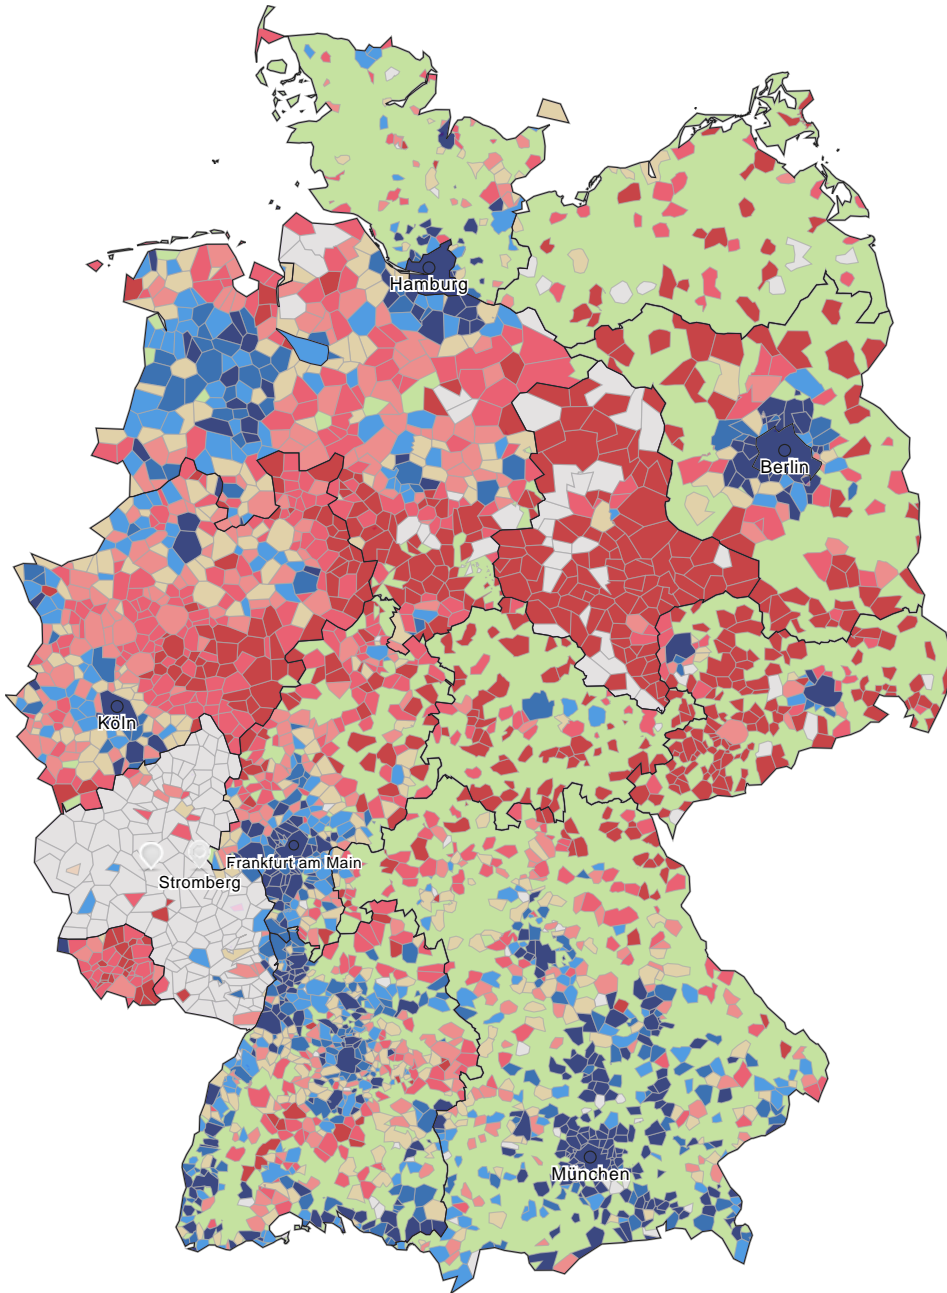 Hamburg
Berlin
Köln
Frankfurt am Main
Stromberg
München